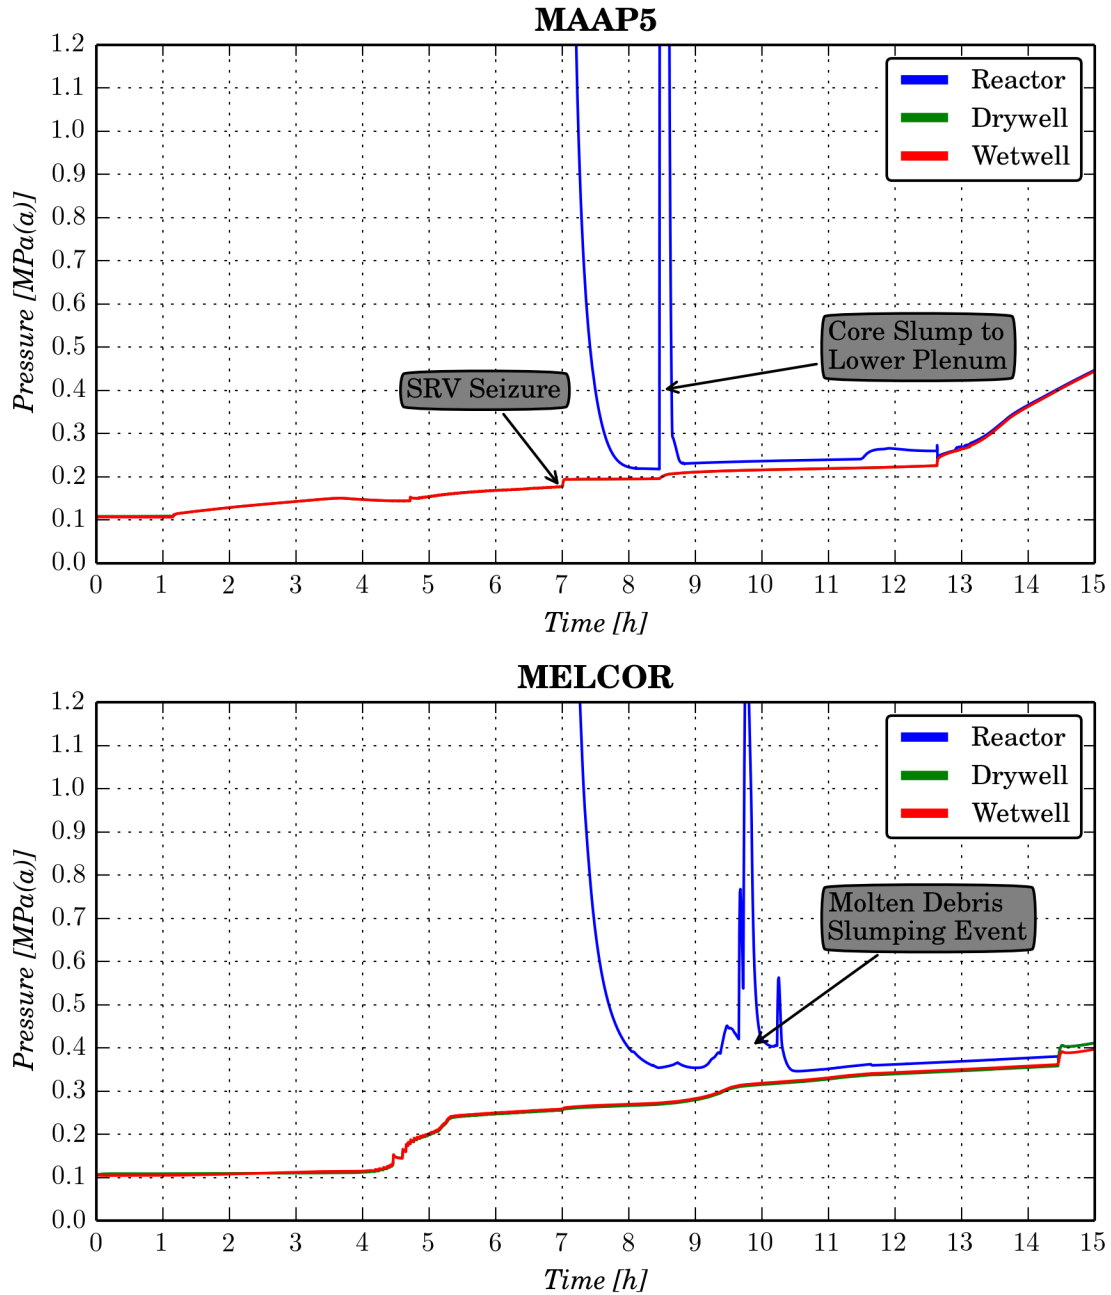 MAAP5
1.2
1.1
1.0
0.9
0.8
0.7
0.6
0.5
0.4
0.3
0.2
0.1
0.0
Pressure [MPa(a)]
Reactor
Drywell
Wetwell
Core Slump to
Lower Plenum
SRV Seizure
0 1 2 3 4 5 6 7 8 9 10 11 12 13 14 15
Time [h]
MELCOR
1.2
1.1
1.0
0.9
0.8
0.7
0.6
0.5
0.4
0.3
0.2
0.1
0.0
Pressure [MPa(a)]
Reactor
Drywell
Wetwell
Molten Debris
Slumping Event
0 1 2 3 4 5 6 7 8 9 10 11 12 13 14 15
Time [h]